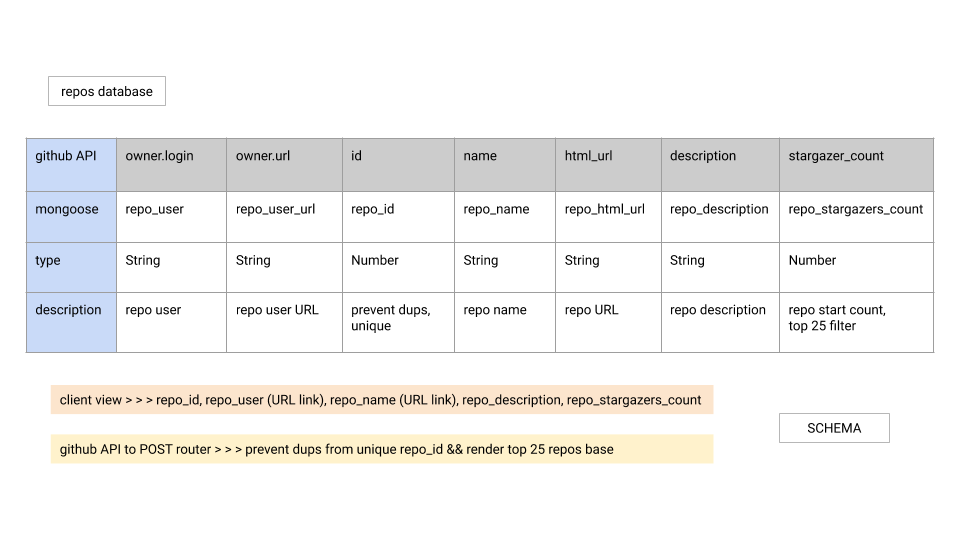 repos database
github API owner.login owner.url id name html_url description stargazer_count
mongoose repo_user repo_user_url repo_id repo_name repo_html_url repo_description repo_stargazers_count
type String String Number String String String Number
description repo user repo user URL prevent dups, repo name repo URL repo description repo start count,
unique top 25 filter
client view > > > repo_id, repo_user (URL link), repo_name (URL link), repo_description, repo_stargazers_count
SCHEMA
github API to POST router > > > prevent dups from unique repo_id && render top 25 repos base